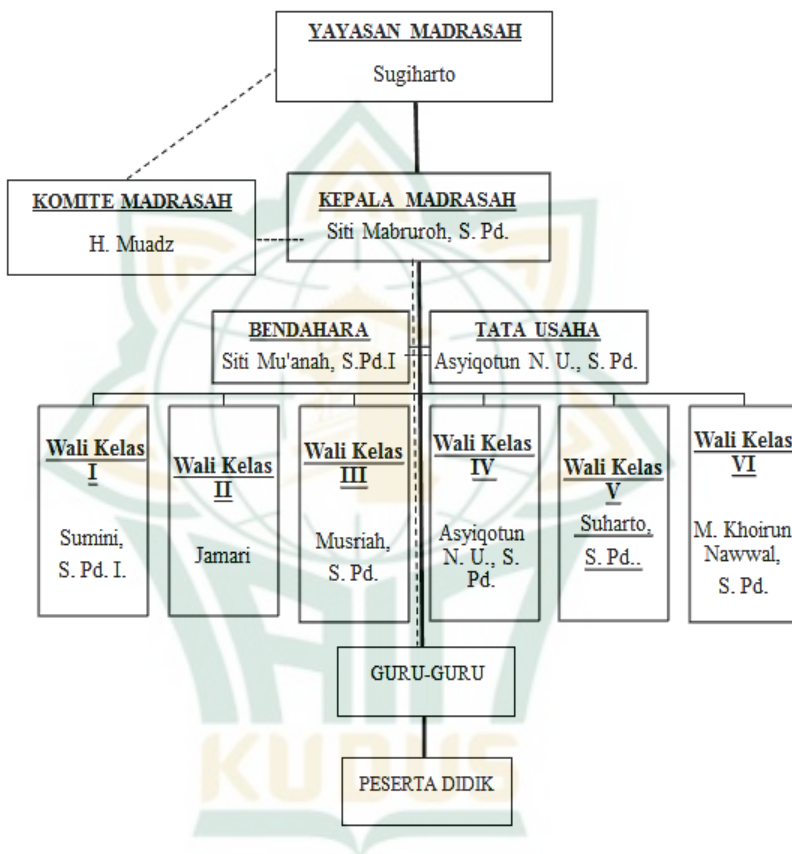 YAYASAN MADRASAH
Sugiharto
KOMITE MADRASAH
H. Muadz
KEPALA MADRASAH
Siti Mabruroh, S. Pd.
BENDAHARA
Siti Mu'anah, S.Pd.I
TATA USAHA
Asyiqotun N. U., S. Pd.
Wali Kelas
I
Sumini,
S. Pd. I.
Wali Kelas
II
Jamari
Wali Kelas
III
Musriah,
S. Pd.
Wali Kelas
IV
Asyiqotun
N. U., S.
Pd.
Wali Kelas
V
Suharto,
S. Pd..
Wali Kelas
VI
M. Khoirun
Nawwal,
S. Pd.
GURU-GURU
PESERTA DIDIK
KUDUS